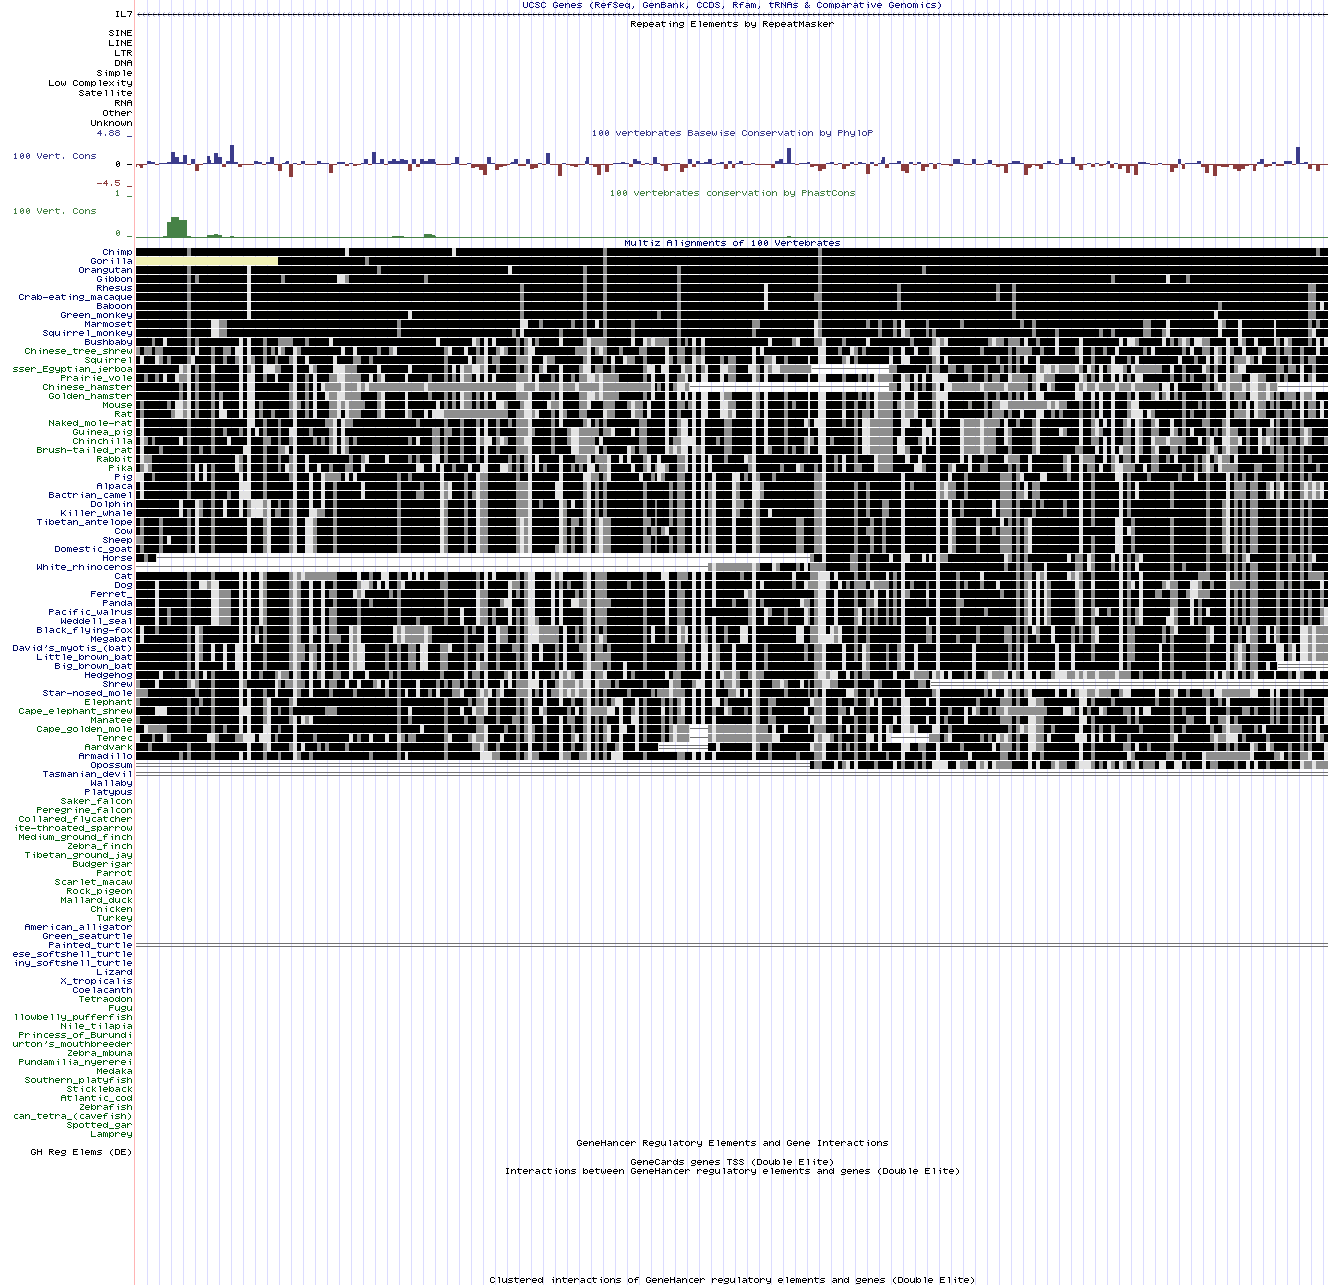 UCSC Genes (RefSeq, GenBank, CCDS, Rfam, tRNAs & Comparative Genomics)
IL7
Repeating Elements by RepeatMasker
SINE
LINE
LTR
DNA
Simple
Low Complexity
Satellite
RNA
Other
Unknown
4.88 _
100 vertebrates Basewise Conservation by PhyloP
100 Vert. Cons
0 _
-4.5 _
100 vertebrates conservation by PhastCons
1 _
100 Vert. Cons
0 _
Multiz Alignments of 100 Vertebrates
Chimp
Gorilla
Orangutan
Gibbon
Rhesus
Crab-eating_macaque
Baboon
Green_monkey
Marmoset
Squirrel_monkey
Bushbaby
Chinese_tree_shrew
Squirrel
sser_Egyptian_jerboa
Prairie_vole
Chinese_hamster
Golden_hamster
Mouse
Rat
Naked_mole-rat
Guinea_pig
Chinchilla
Brush-tailed_rat
Rabbit
Pika
Pig
Alpaca
Bactrian_camel
Dolphin
Killer_whale
Tibetan_antelope
Cow
Sheep
Domestic_goat
Horse
White_rhinoceros
Cat
Dog
Ferret_
Panda
Pacific_walrus
Weddell_seal
Black_flying-fox
Megabat
David's_myotis_(bat)
Little_brown_bat
Big_brown_bat
Hedgehog
Shrew
Star-nosed_mole
Elephant
Cape_elephant_shrew
Manatee
Cape_golden_mole
Tenrec
Aardvark
Armadillo
Opossum
Tasmanian_devil
Wallaby
Platypus
Saker_falcon
Peregrine_falcon
Collared_flycatcher
ite-throated_sparrow
Medium_ground_finch
Zebra_finch
Tibetan_ground_jay
Budgerigar
Parrot
Scarlet_macaw
Rock_pigeon
Mallard_duck
Chicken
Turkey
American_alligator
Green_seaturtle
Painted_turtle
ese_softshell_turtle
iny_softshell_turtle
Lizard
X_tropicalis
Coelacanth
Tetraodon
Fugu
llowbelly_pufferfish
Nile_tilapia
Princess_of_Burundi
urton's_mouthbreeder
Zebra_mbuna
Pundamilia_nyererei
Medaka
Southern_platyfish
Stickleback
Atlantic_cod
Zebrafish
can_tetra_(cavefish)
Spotted_gar
Lamprey
GeneHancer Regulatory Elements and Gene Interactions
GH Reg Elems (DE)
GeneCards genes TSS (Double Elite)
Interactions between GeneHancer regulatory elements and genes (Double Elite)
Clustered interactions of GeneHancer regulatory elements and genes (Double Elite)